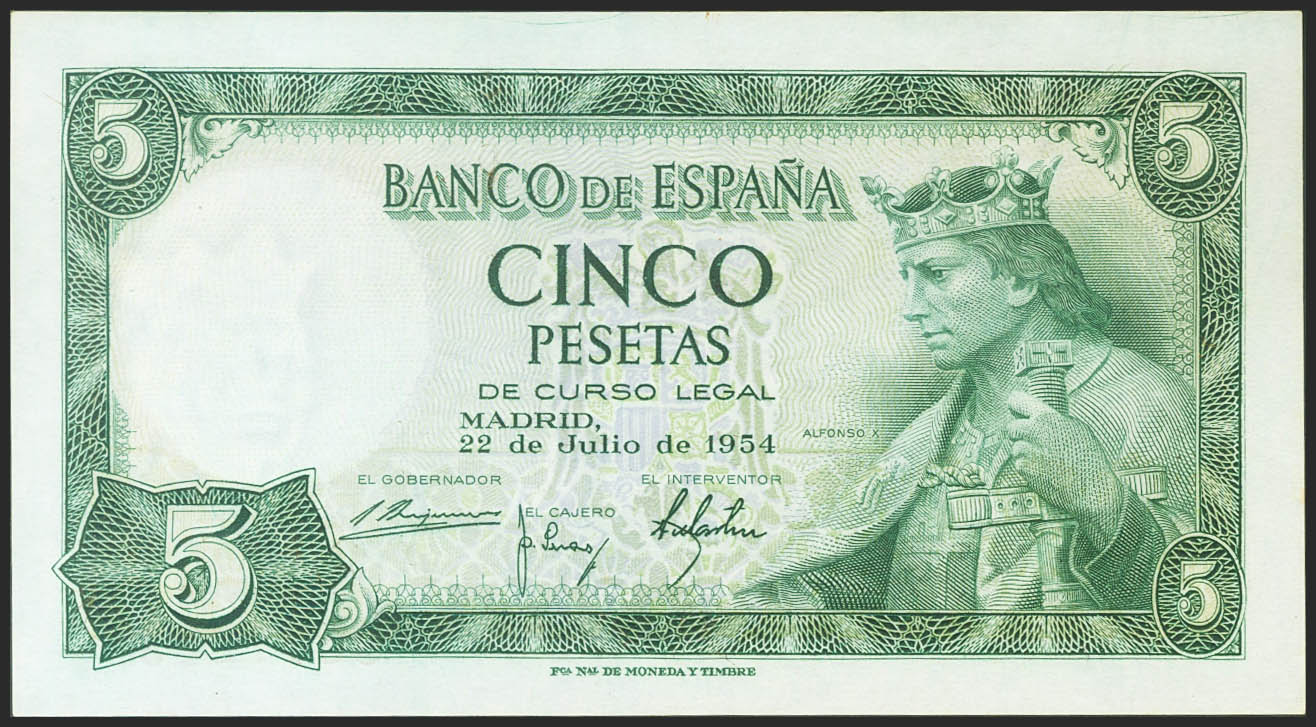 5
5
BANCO DE ESPAÑA
CINCO
PESETAS
DE CURSO LEGAL
MADRID,
22 de Julio de 1954
ALFONSO X
EL GOBERNADOR
EL INTERVENTOR
EL CAJERO
5
5
FCA NAL DE MONEDA Y TIMBRE